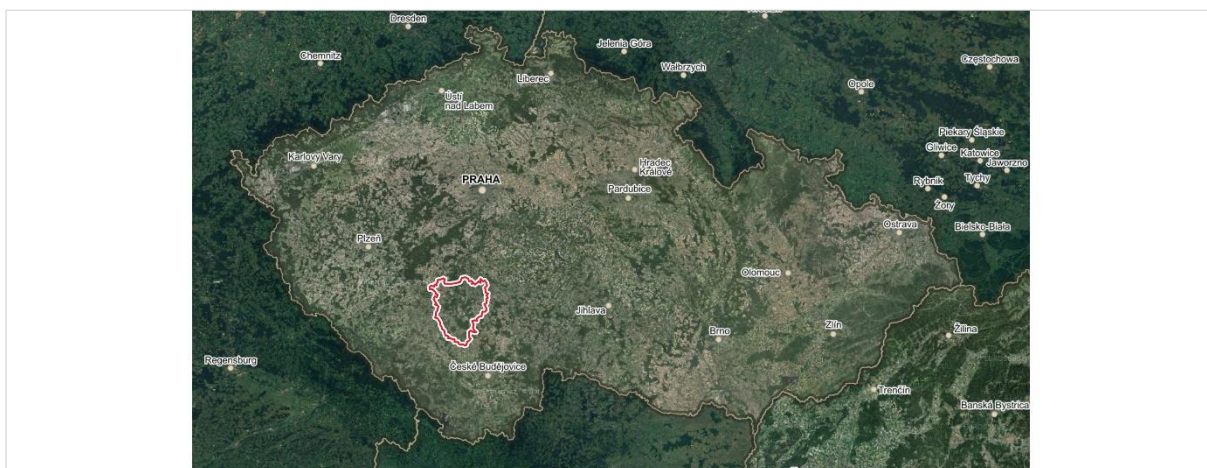 Dresden
Chemnitz
Jelenia Góra
Liberec
Wałbrzych
Częstochowa
Opole
Ústí
nad Labem
Piekary Śląskie
Gliwice
Katowice
Jaworzno
Karlovy Vary
Hradec
Králové
PRAHA
Pardubice
Rybnik
Tychy
Żory
Plzeň
Ostrava
Bielsko-Biała
Olomouc
Jihlava
Brno
Zlín
Žilina
Regensburg
České Budějovice
Trenčín
Banská Bystrica